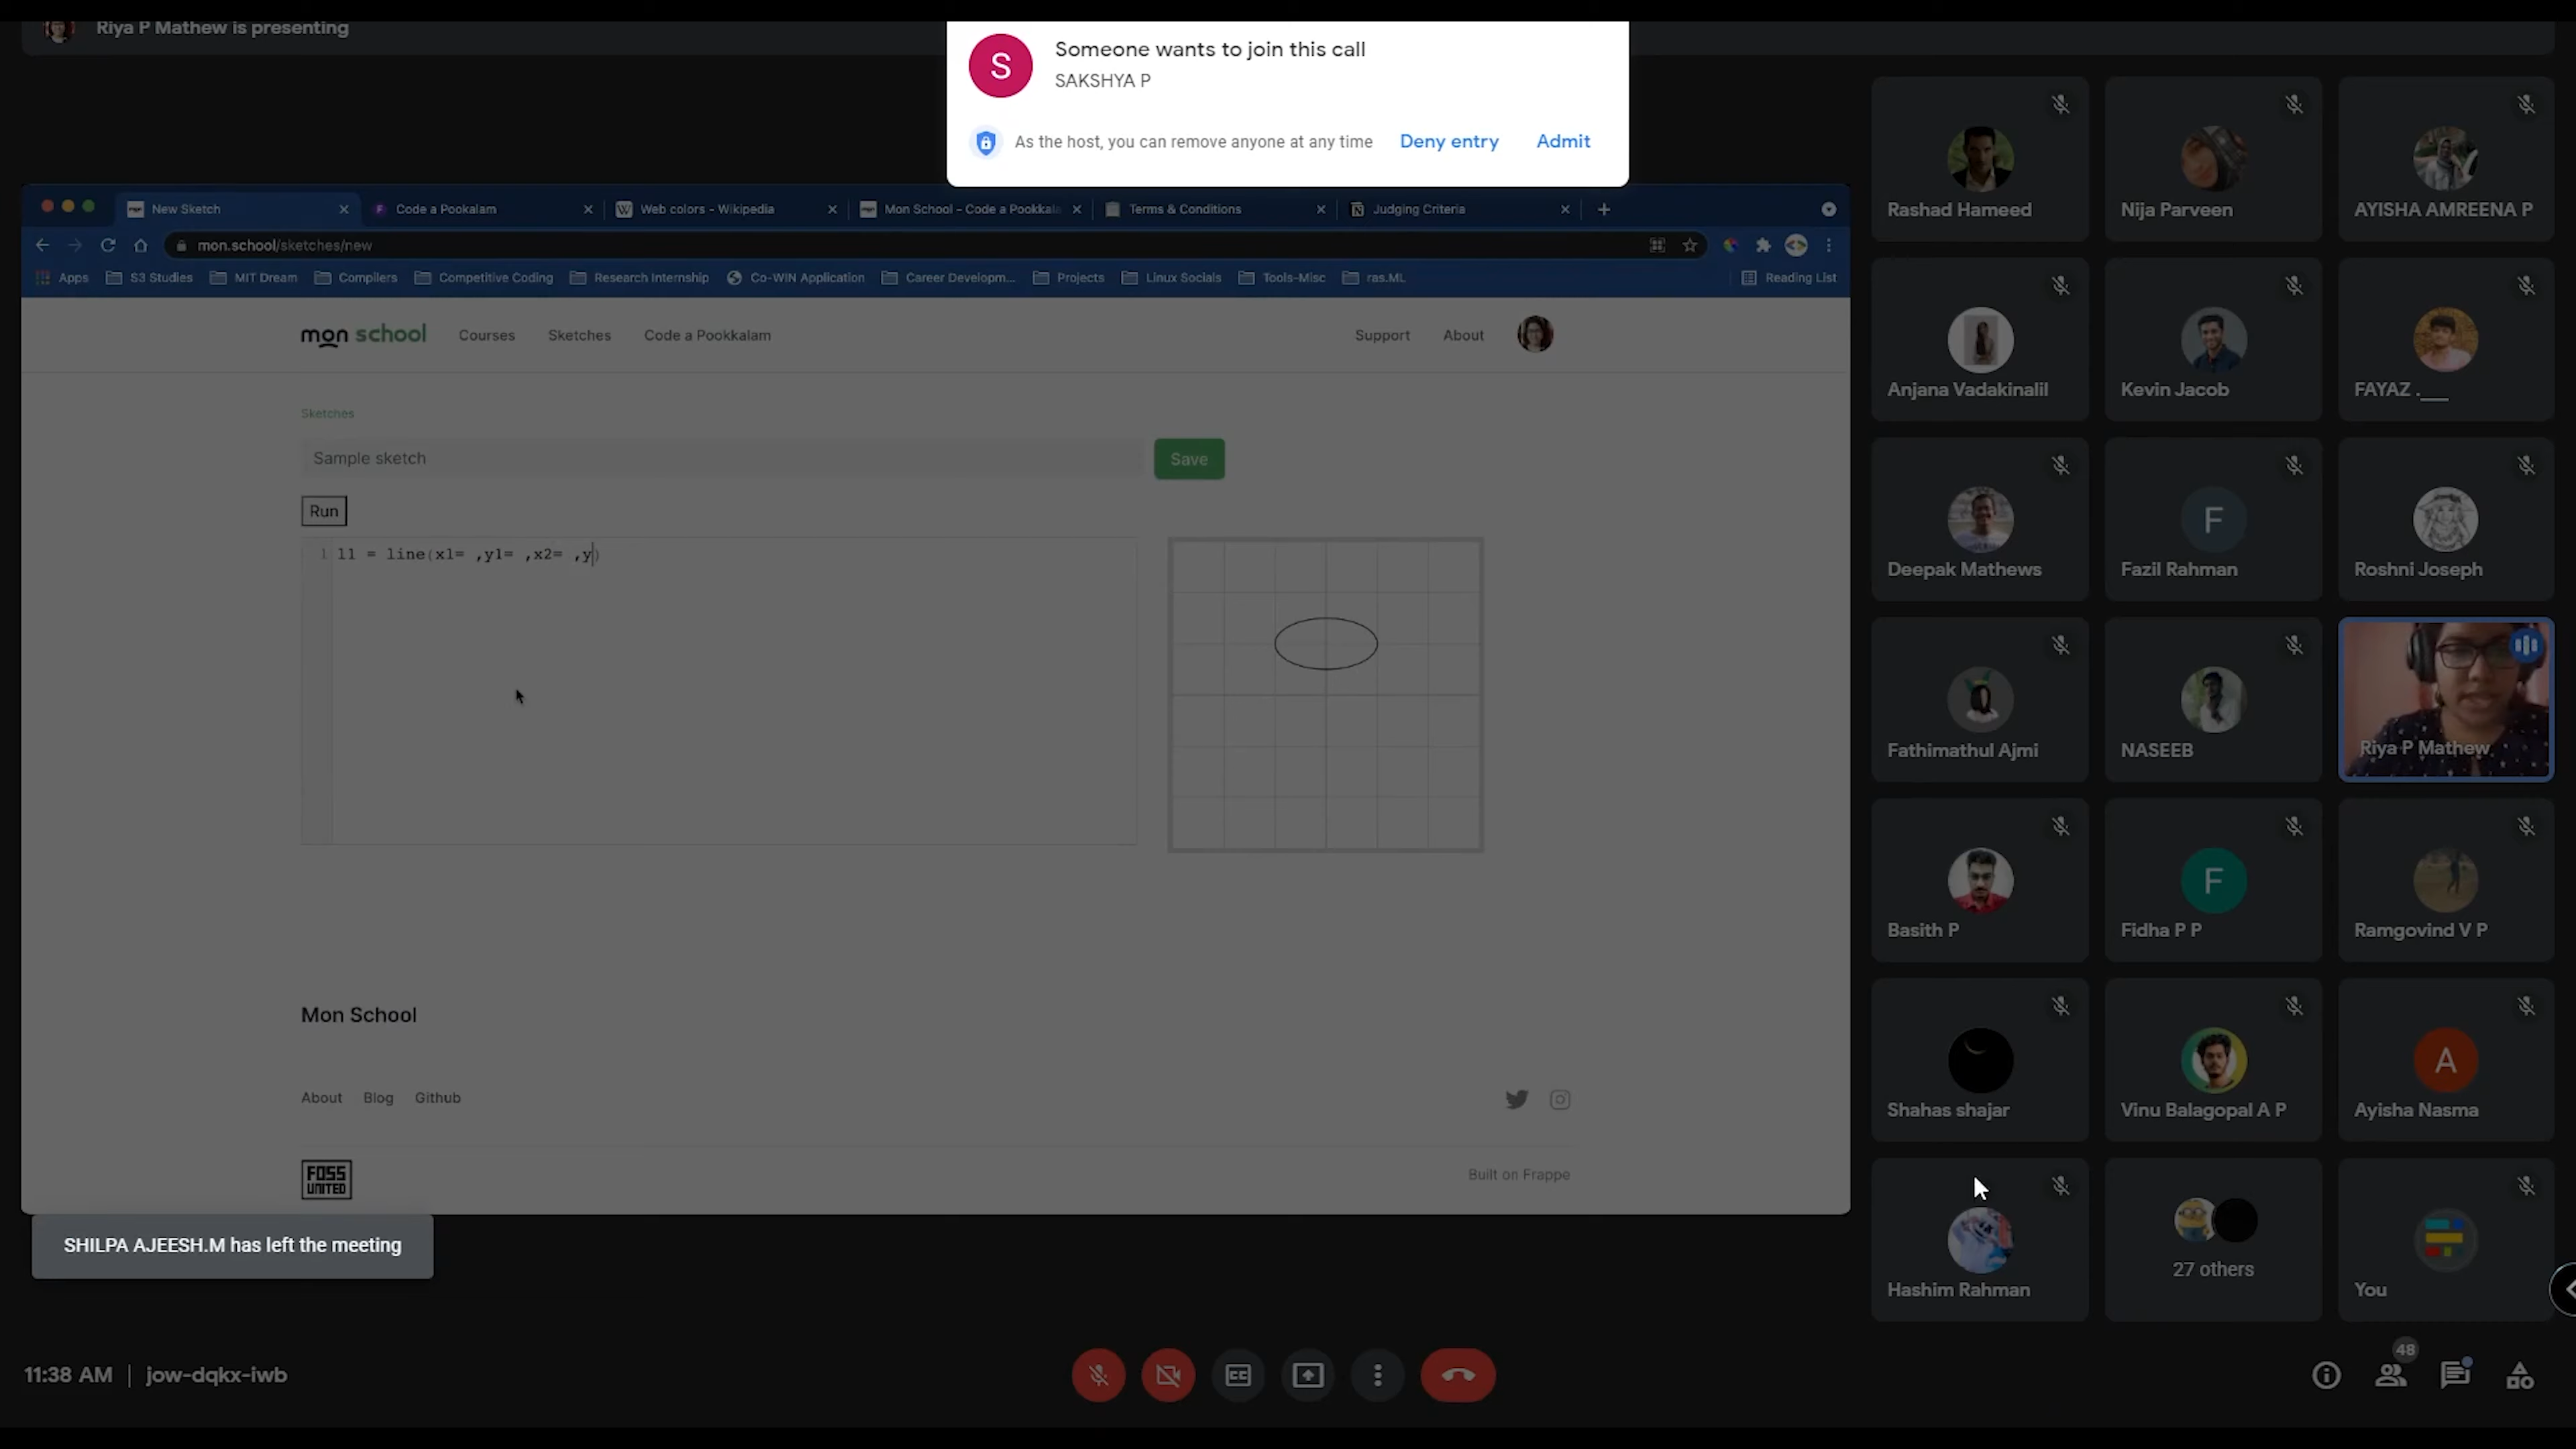 Riya P Mathew is presenting
S
Someone wants to join this call
SAKSHYA P
As the host, you can remove anyone at any time
Deny entry
Admit
New Sketch
Code a Pookalam
Web colors - Wikipedia
Mon School - Code a Pookkala
Terms & Conditions
Judging Criteria
mon.school/sketches/new
Apps
S3 Studies
MIT Dream
Compilers
Competitive Coding
Research Internship
Co-WIN Application
Career Developm...
Projects
Linux Socials
Tools-Misc
ras.ML
Reading List
mon school
Courses
Sketches
Code a Pookkalam
Support
About
Sketches
Sample sketch
Save
Run
1 l1 = line(x1= ,y1= ,x2= ,y)
Mon School
About
Blog
Github
FOSS
UNITED
Built on Frappe
SHILPA AJEESH.M has left the meeting
Rashad Hameed
Nija Parveen
AYISHA AMREENA P
Anjana Vadakinalil
Kevin Jacob
FAYAZ .___
Deepak Mathews
F
Fazil Rahman
Roshni Joseph
Fathimathul Ajmi
NASEEB
Riya P Mathew
Basith P
F
Fidha P P
Ramgovind V P
Shahas shajar
Vinu Balagopal A P
A
Ayisha Nasma
Hashim Rahman
27 others
You
11:38 AM | jow-dqkx-iwb
CC
48